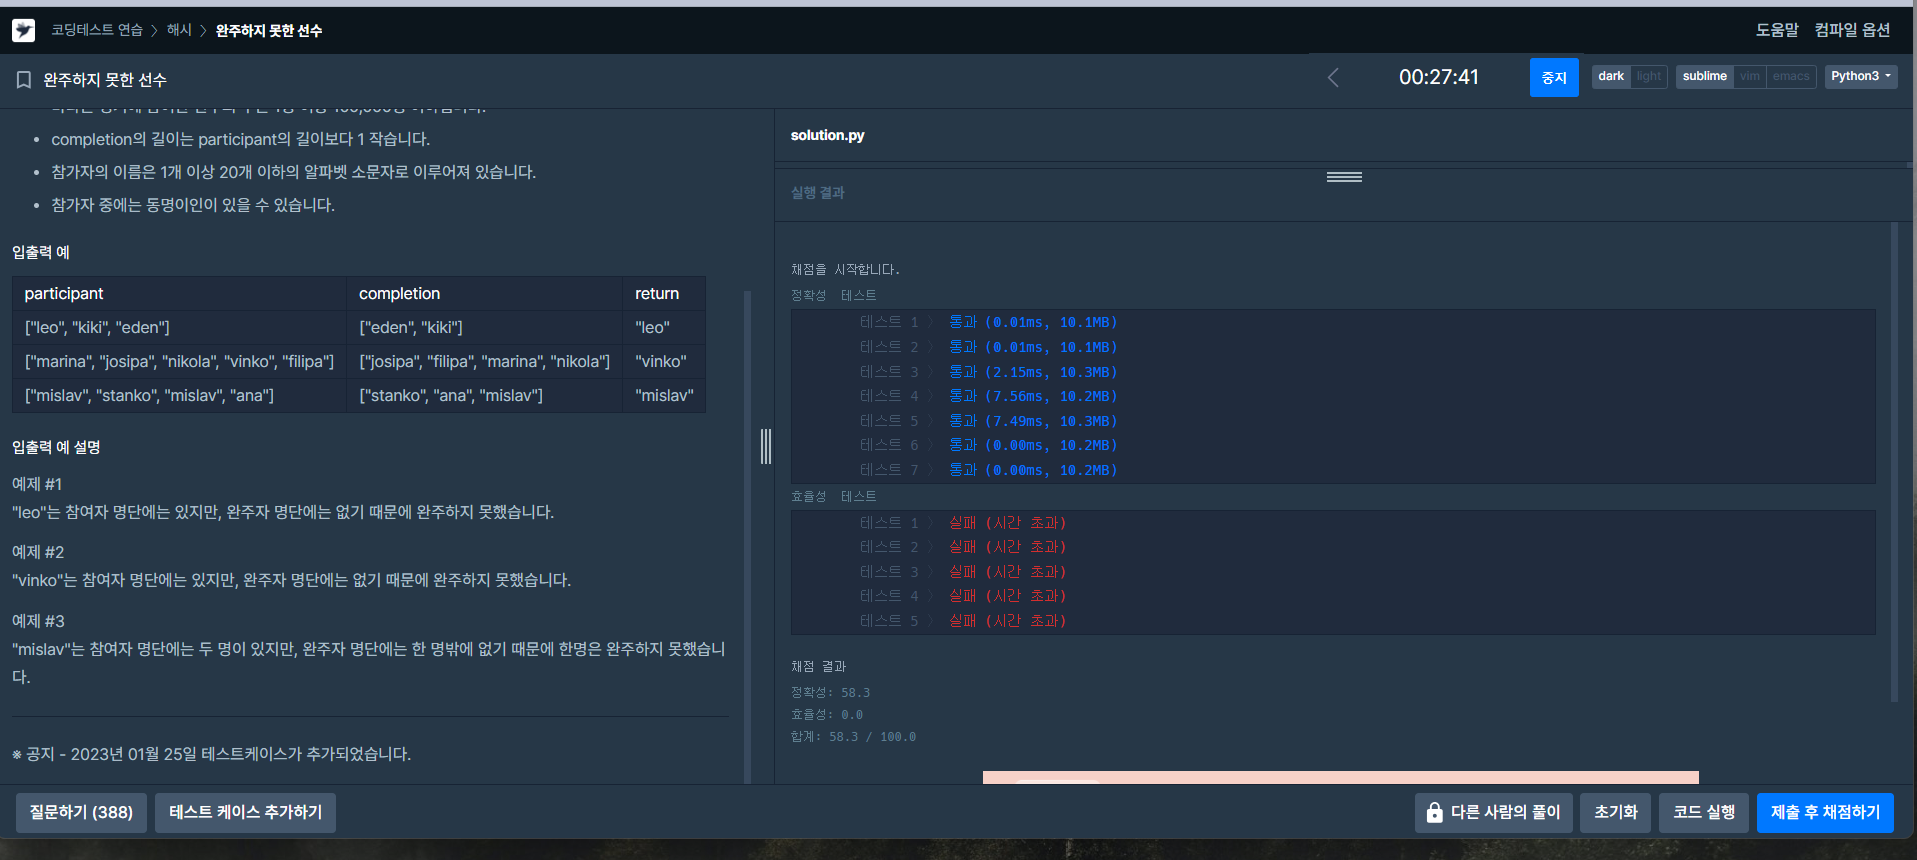 코딩테스트 연습 > 해시 > 완주하지 못한 선수
도움말 컴파일 옵션
완주하지 못한 선수
00:27:41
중지
dark light
sublime vim emacs
Python3
completion의 길이는 participant의 길이보다 1 작습니다.
참가자의 이름은 1개 이상 20개 이하의 알파벳 소문자로 이루어져 있습니다.
참가자 중에는 동명이인이 있을 수 있습니다.
입출력 예
participant completion return
["leo", "kiki", "eden"] ["eden", "kiki"] "leo"
["marina", "josipa", "nikola", "vinko", "filipa"] ["josipa", "filipa", "marina", "nikola"] "vinko"
["mislav", "stanko", "mislav", "ana"] ["stanko", "ana", "mislav"] "mislav"
입출력 예 설명
예제 #1
"leo"는 참여자 명단에는 있지만, 완주자 명단에는 없기 때문에 완주하지 못했습니다.
예제 #2
"vinko"는 참여자 명단에는 있지만, 완주자 명단에는 없기 때문에 완주하지 못했습니다.
예제 #3
"mislav"는 참여자 명단에는 두 명이 있지만, 완주자 명단에는 한 명밖에 없기 때문에 한명은 완주하지 못했습니
다.
※ 공지 - 2023년 01월 25일 테스트케이스가 추가되었습니다.
solution.py
실행 결과
채점을 시작합니다.
정확성 테스트
테스트 1 > 통과 (0.01ms, 10.1MB)
테스트 2 > 통과 (0.01ms, 10.1MB)
테스트 3 > 통과 (2.15ms, 10.3MB)
테스트 4 > 통과 (7.56ms, 10.2MB)
테스트 5 > 통과 (7.49ms, 10.3MB)
테스트 6 > 통과 (0.00ms, 10.2MB)
테스트 7 > 통과 (0.00ms, 10.2MB)
효율성 테스트
테스트 1 > 실패 (시간 초과)
테스트 2 > 실패 (시간 초과)
테스트 3 > 실패 (시간 초과)
테스트 4 > 실패 (시간 초과)
테스트 5 > 실패 (시간 초과)
채점 결과
정확성: 58.3
효율성: 0.0
합계: 58.3 / 100.0
질문하기 (388) 테스트 케이스 추가하기
다른 사람의 풀이 초기화 코드 실행 제출 후 채점하기